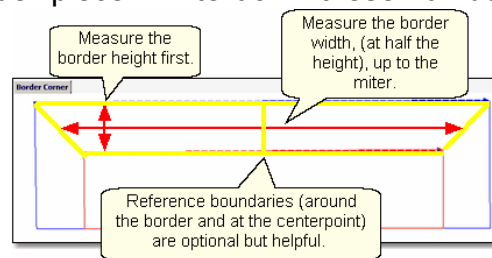 Measure the
border height first.
Measure the border
width, (at half the
height), up to the
miter.
Border Corner
Reference boundaries (around
the border and at the centerpoint)
are optional but helpful.